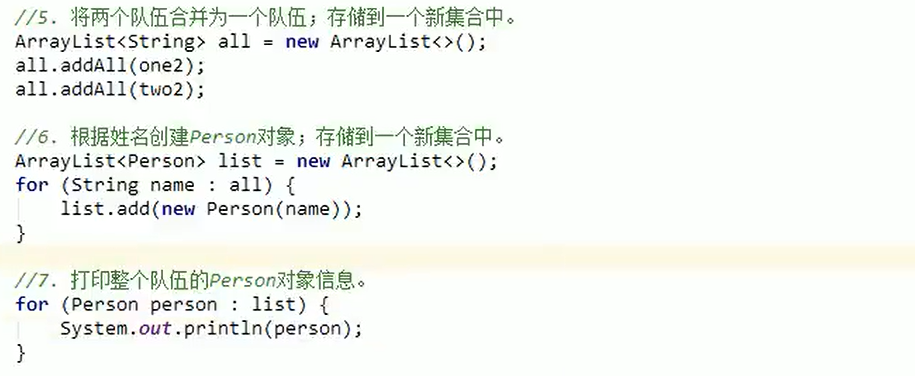 //5. 将两个队伍合并为一个队伍；存储到一个新集合中。
ArrayList<String> all = new ArrayList<>();
all.addAll(one2);
all.addAll(two2);
//6. 根据姓名创建Person对象；存储到一个新集合中。
ArrayList<Person> list = new ArrayList<>();
for (String name : all) {
    list.add(new Person(name));
}
//7. 打印整个队伍的Person对象信息。
for (Person person : list) {
    System.out.println(person);
}